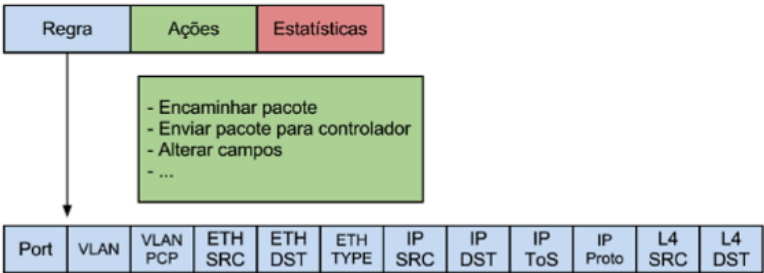 Regra Ações Estatísticas
- Encaminhar pacote
- Enviar pacote para controlador
- Alterar campos
- ...
Port VLAN VLAN PCP ETH SRC ETH DST ETH TYPE IP SRC IP DST IP ToS IP Proto L4 SRC L4 DST